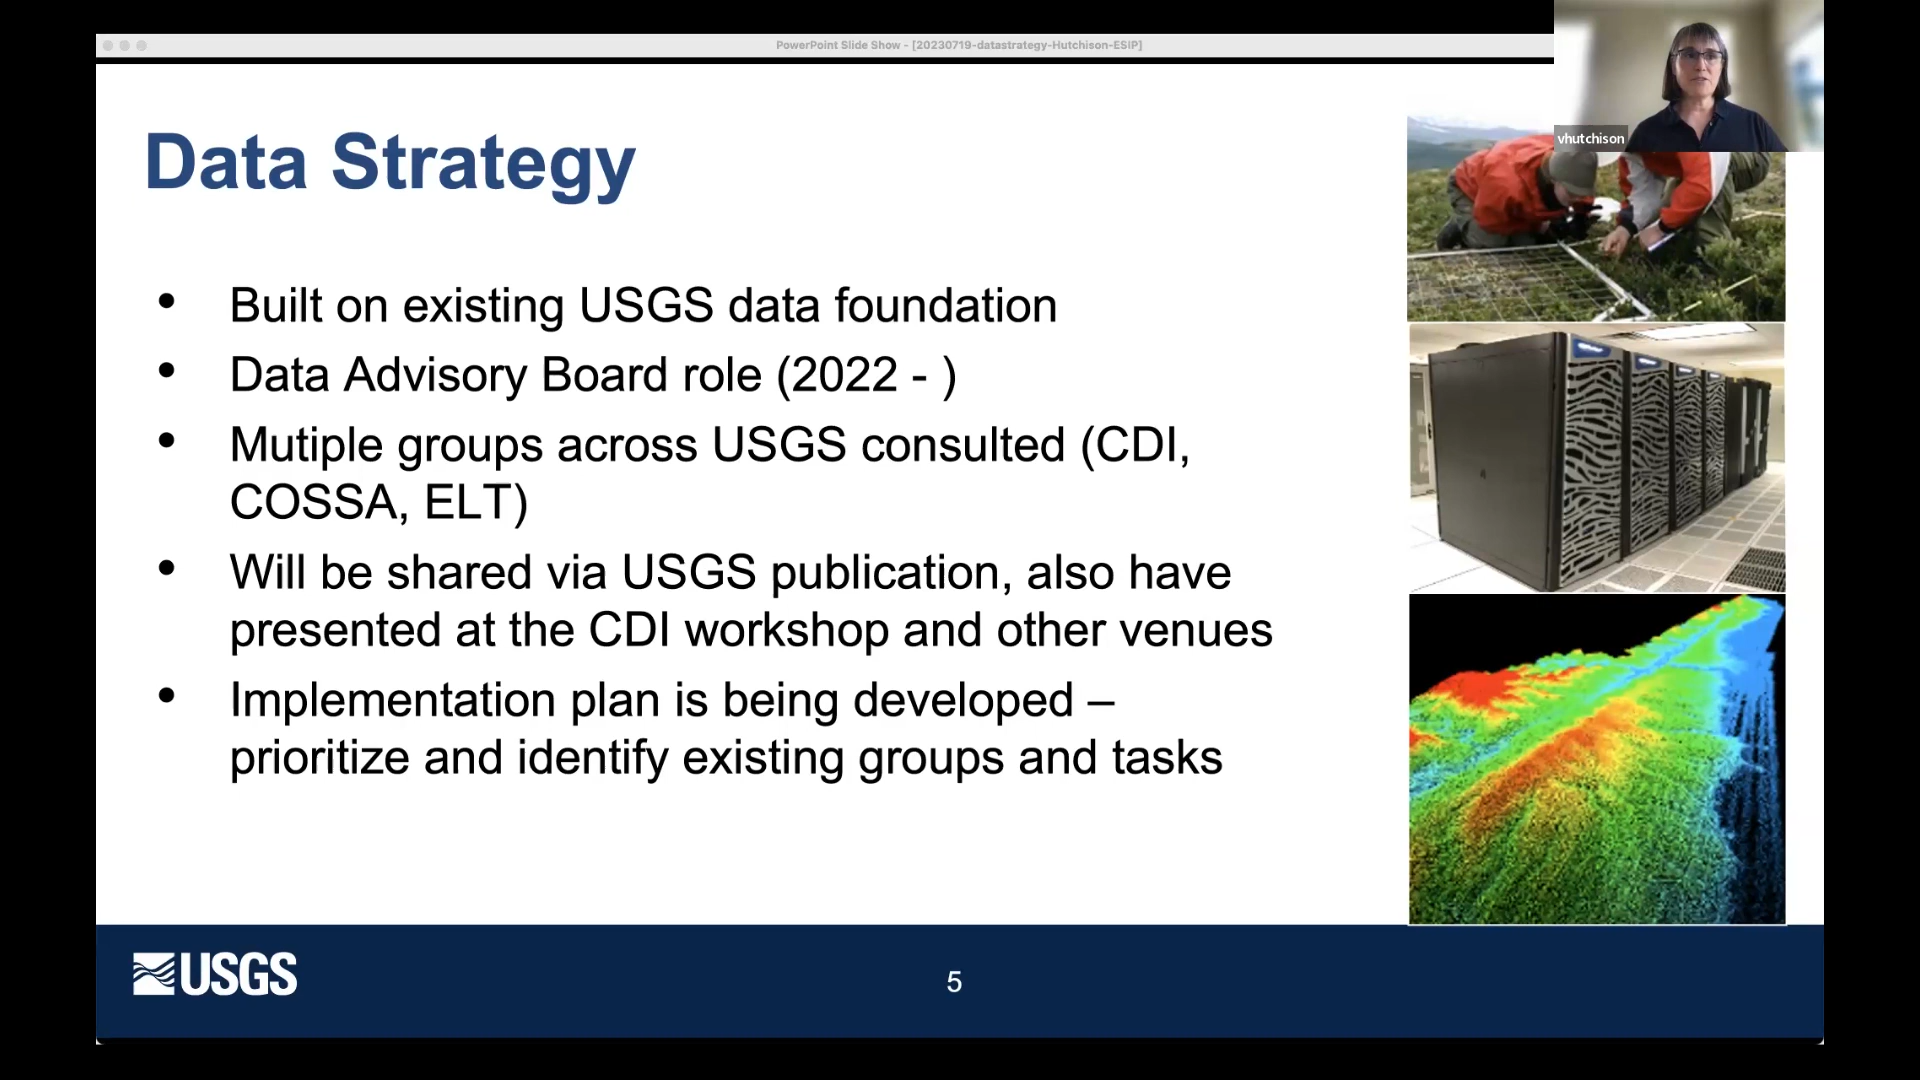 PowerPoint Slide Show - [20230719-datastrategy-Hutchison-ESIP]
vhutchison
Data Strategy
• Built on existing USGS data foundation
• Data Advisory Board role (2022 - )
• Mutiple groups across USGS consulted (CDI,
COSSA, ELT)
• Will be shared via USGS publication, also have
presented at the CDI workshop and other venues
• Implementation plan is being developed –
prioritize and identify existing groups and tasks
USGS
5